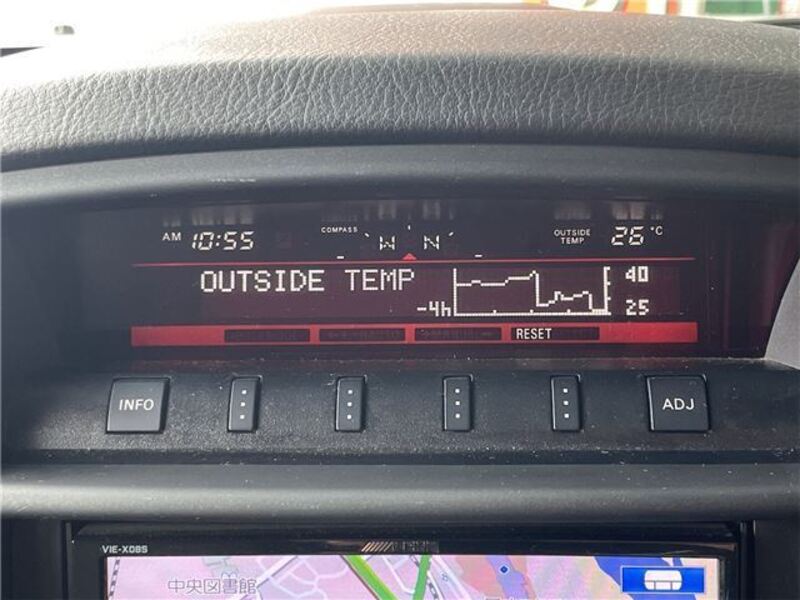 COMPASS
AM 10:55 W N OUTSIDE TEMP 26 °C
OUTSIDE TEMP 40
-4h 25
RESET
INFO ADJ
VIE-X08S
中央図書館